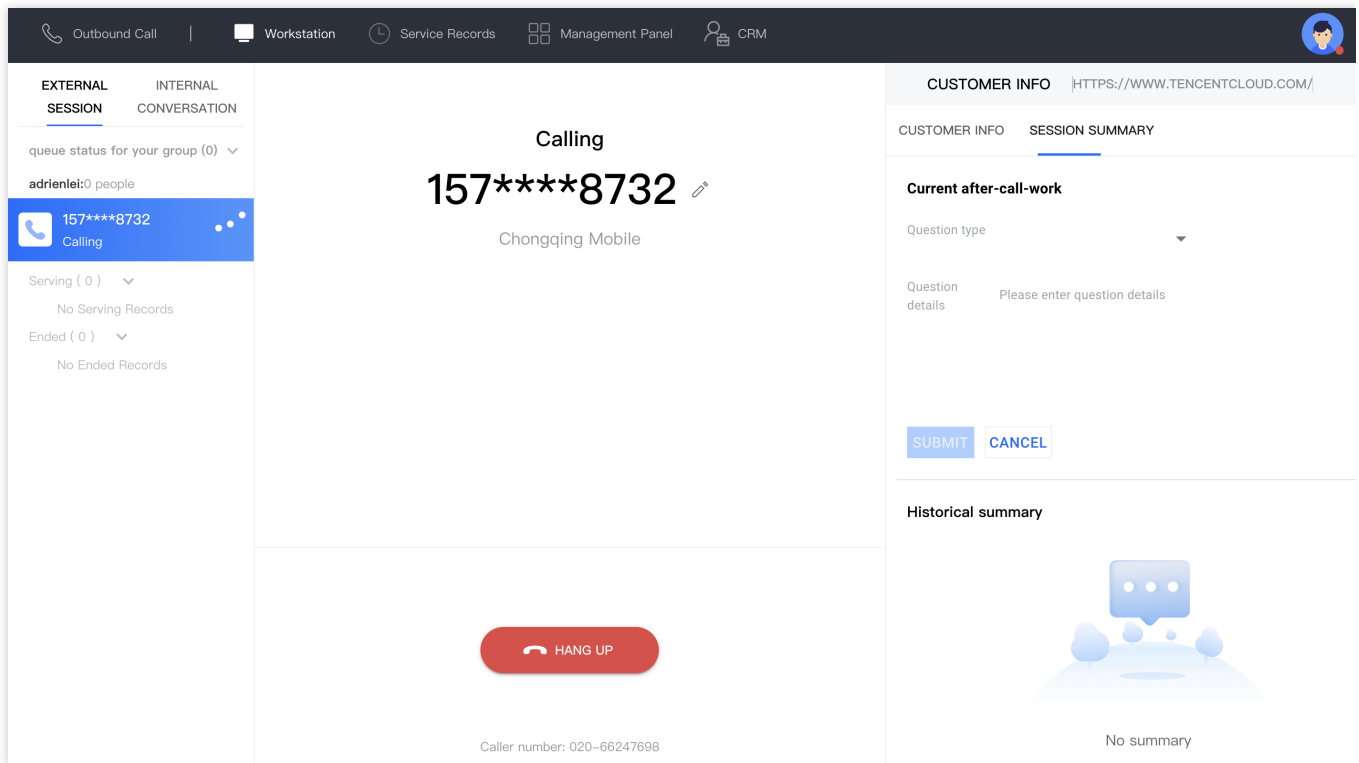 Outbound Call | Workstation Service Records Management Panel CRM
EXTERNAL SESSION
INTERNAL CONVERSATION
queue status for your group (0)
adrienlei:0 people
157****8732
Calling
Serving ( 0 )
No Serving Records
Ended ( 0 )
No Ended Records
Calling
157****8732
Chongqing Mobile
HANG UP
Caller number: 020-66247698
CUSTOMER INFO HTTPS://WWW.TENCENTCLOUD.COM/
CUSTOMER INFO SESSION SUMMARY
Current after-call-work
Question type
Question details
Please enter question details
SUBMIT CANCEL
Historical summary
No summary